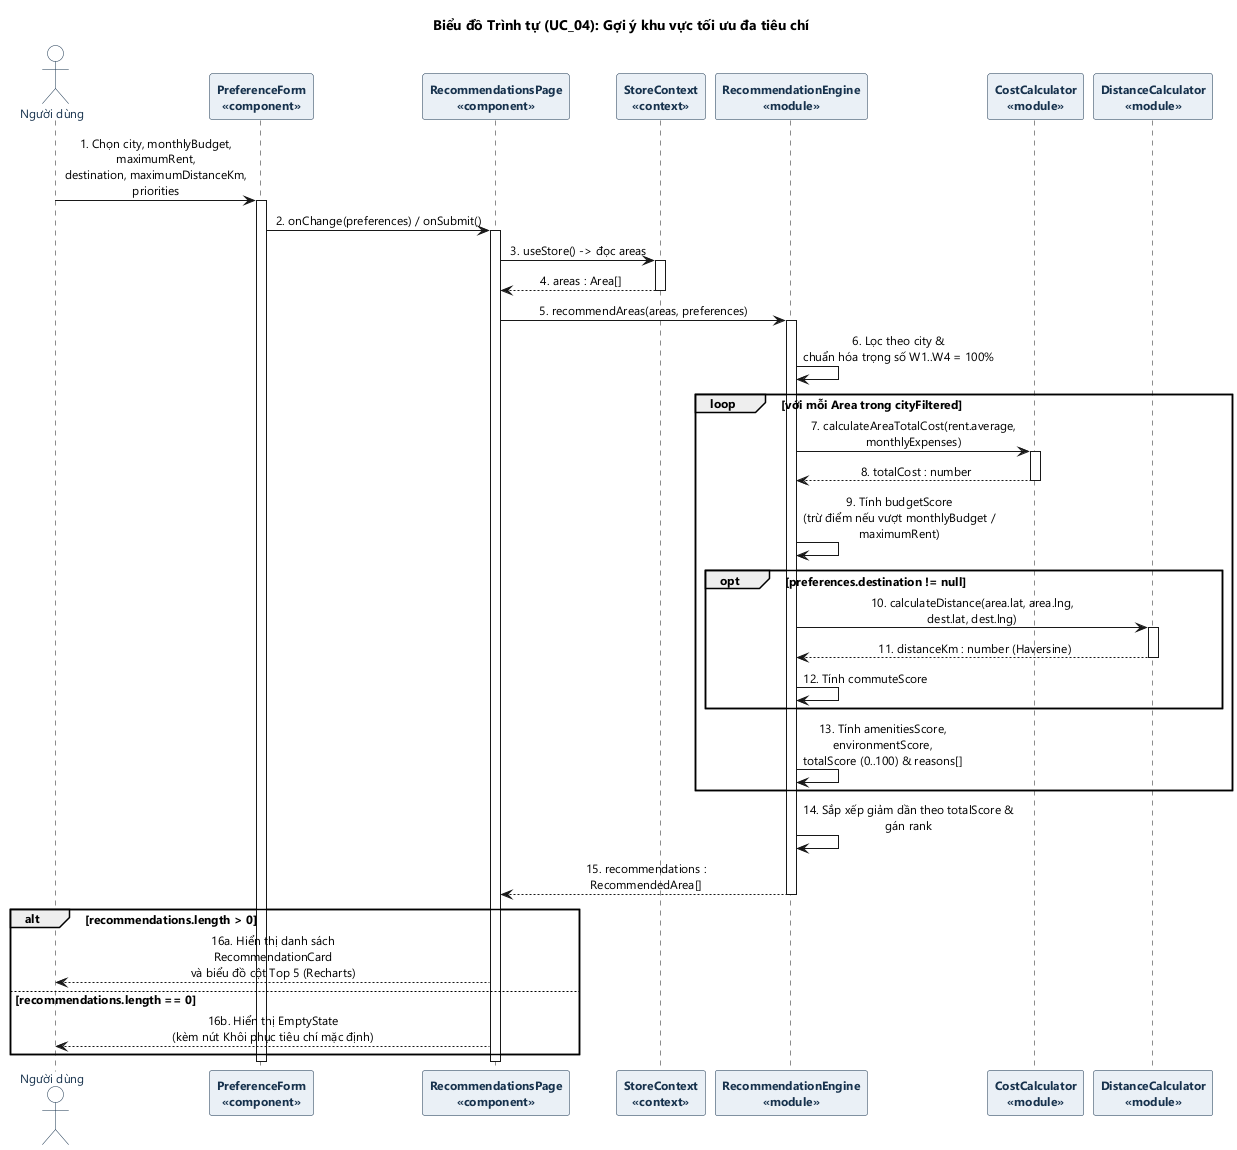 Biểu đồ Trình tự (UC_04): Gợi ý khu vực tối ưu đa tiêu chí
Người dùng
PreferenceForm
«component»
RecommendationsPage
«component»
StoreContext
«context»
RecommendationEngine
«module»
CostCalculator
«module»
DistanceCalculator
«module»
1. Chọn city, monthlyBudget,
maximumRent,
destination, maximumDistanceKm,
priorities
2. onChange(preferences) / onSubmit()
3. useStore() -> đọc areas
4. areas : Area[]
5. recommendAreas(areas, preferences)
6. Lọc theo city &
chuẩn hóa trọng số W1..W4 = 100%
loop
[với mỗi Area trong cityFiltered]
7. calculateAreaTotalCost(rent.average,
monthlyExpenses)
8. totalCost : number
9. Tính budgetScore
(trừ điểm nếu vượt monthlyBudget /
maximumRent)
opt
[preferences.destination != null]
10. calculateDistance(area.lat, area.lng,
dest.lat, dest.lng)
11. distanceKm : number (Haversine)
12. Tính commuteScore
13. Tính amenitiesScore,
environmentScore,
totalScore (0..100) & reasons[]
14. Sắp xếp giảm dần theo totalScore &
gán rank
15. recommendations :
RecommendedArea[]
alt
[recommendations.length > 0]
16a. Hiển thị danh sách
RecommendationCard
và biểu đồ cột Top 5 (Recharts)
[recommendations.length == 0]
16b. Hiển thị EmptyState
(kèm nút Khôi phục tiêu chí mặc định)
Người dùng
PreferenceForm
«component»
RecommendationsPage
«component»
StoreContext
«context»
RecommendationEngine
«module»
CostCalculator
«module»
DistanceCalculator
«module»